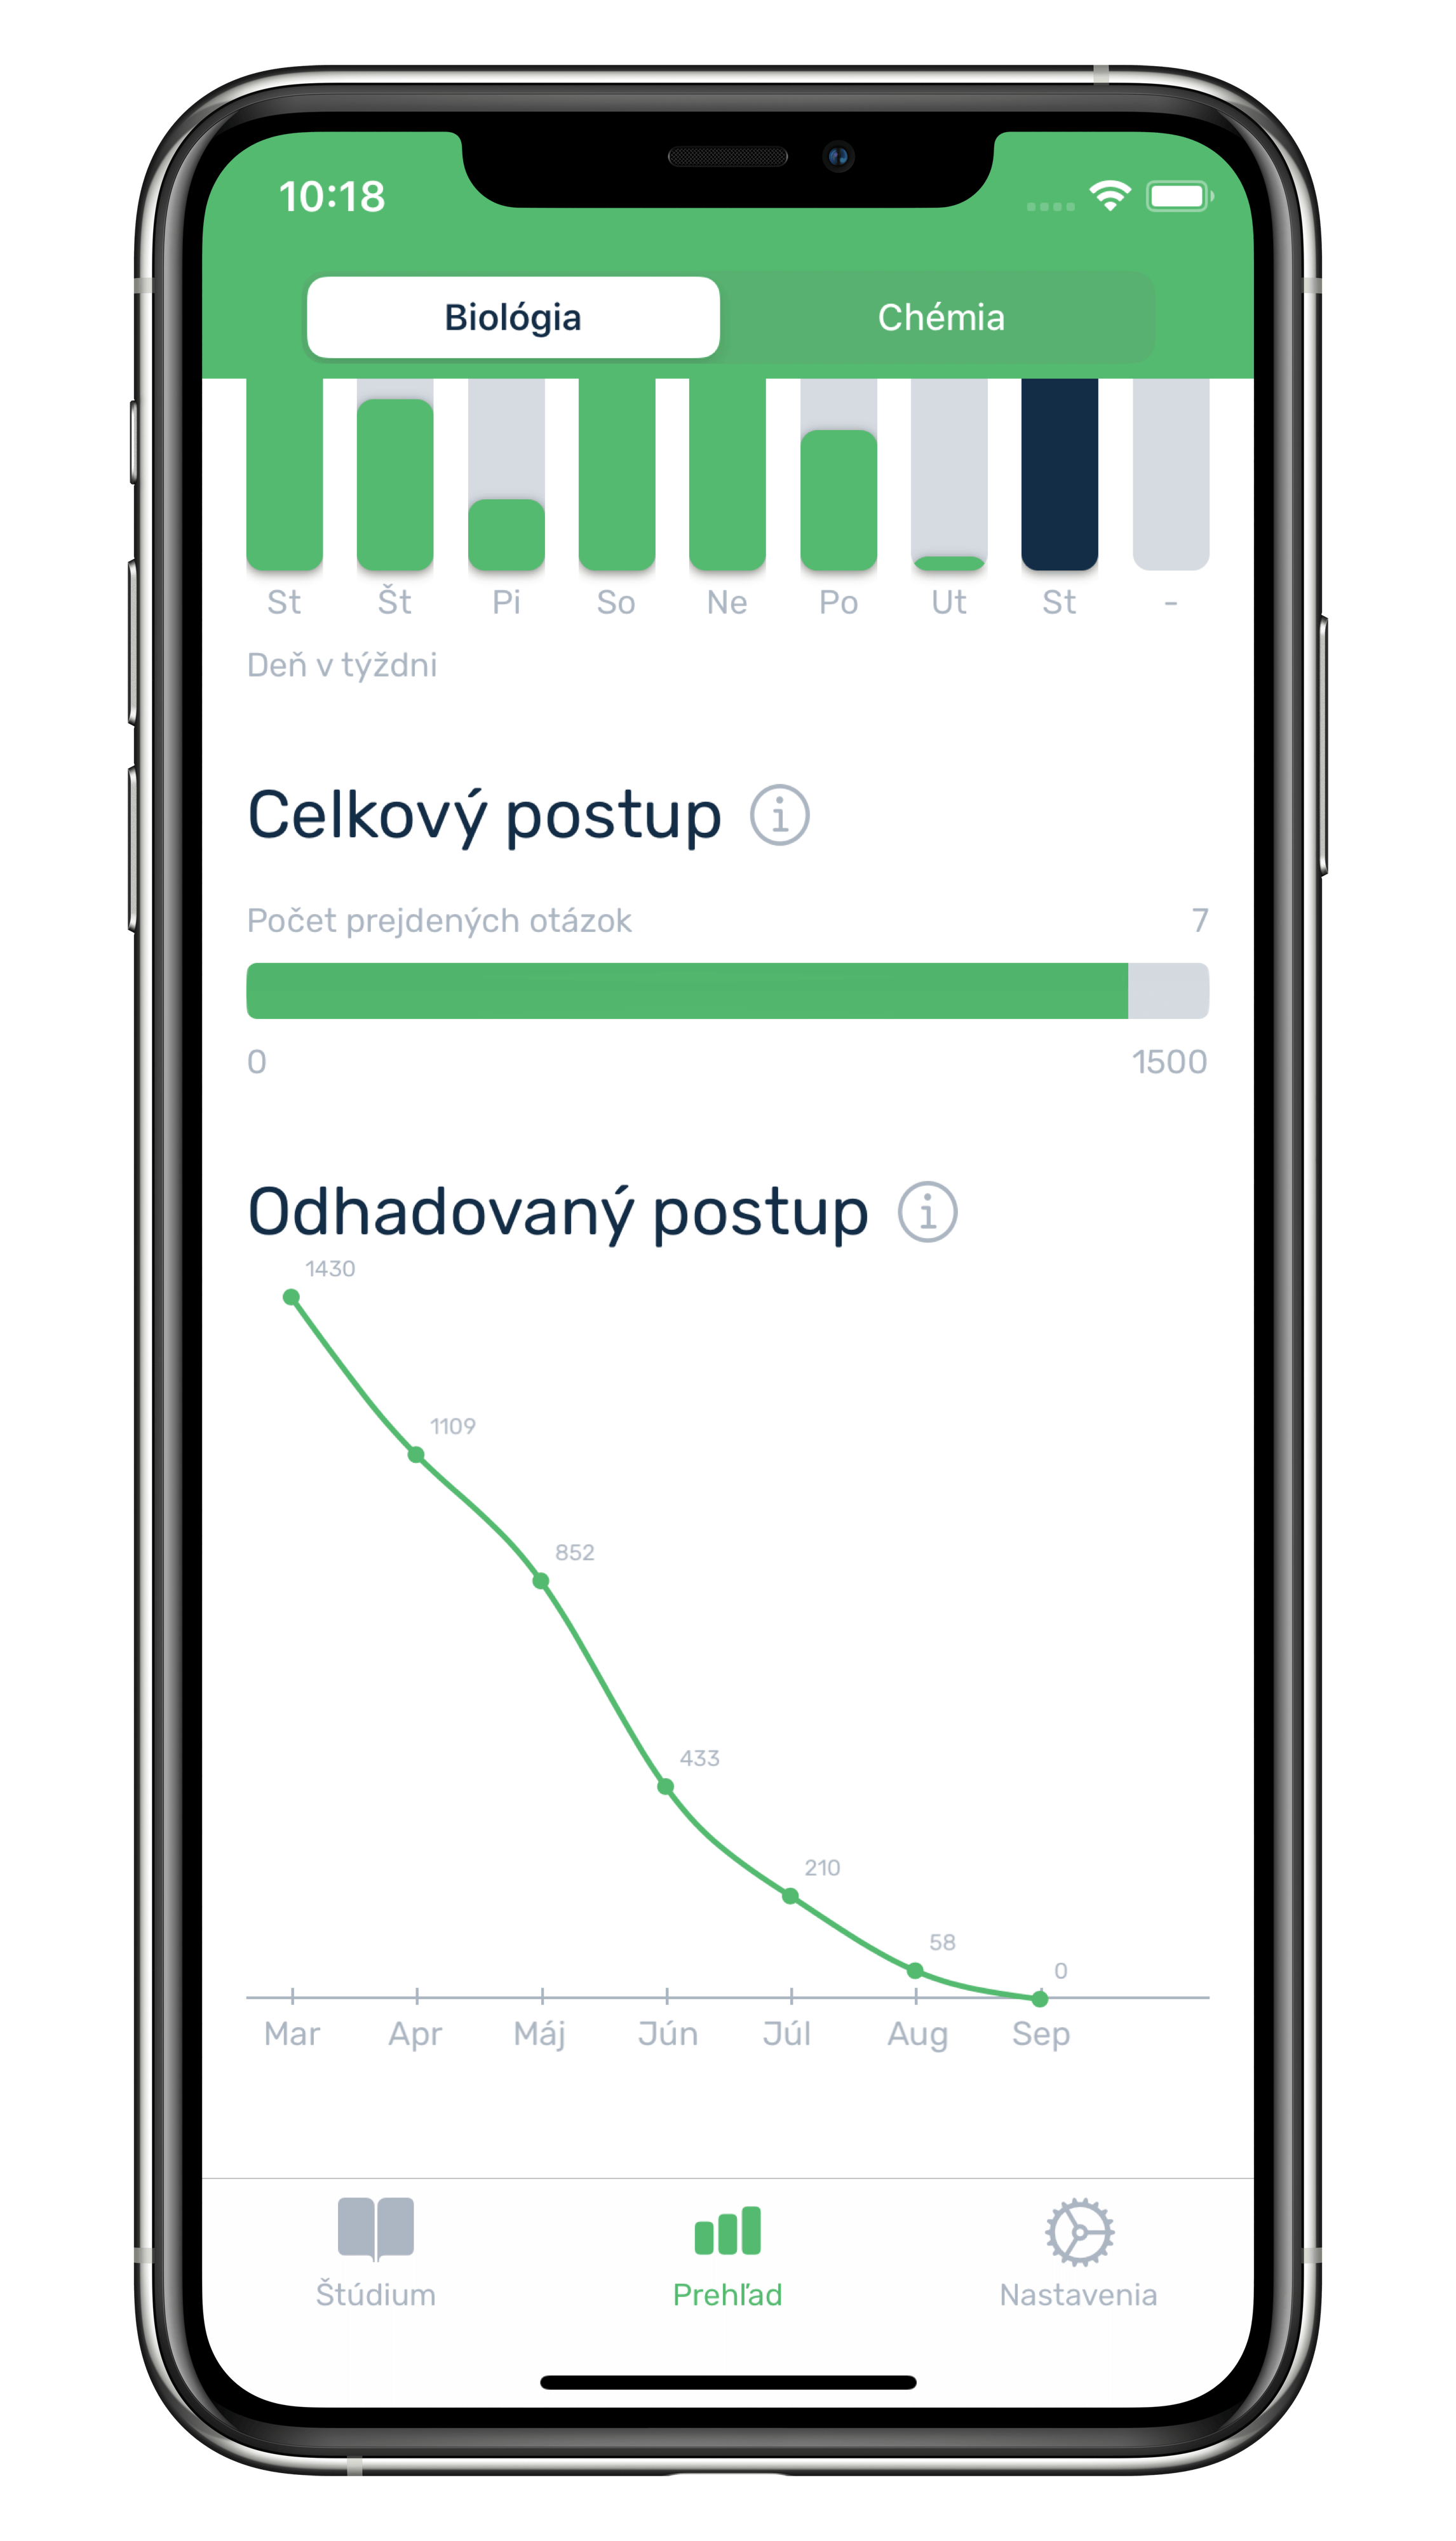 10:18
Biológia Chémia
St Št Pi So Ne Po Ut St -
Deň v týždni
Celkový postup
Počet prejdených otázok 7
0 1500
Odhadovaný postup
1430
1109
852
433
210
58
0
Mar Apr Máj Jún Júl Aug Sep
Štúdium Prehľad Nastavenia